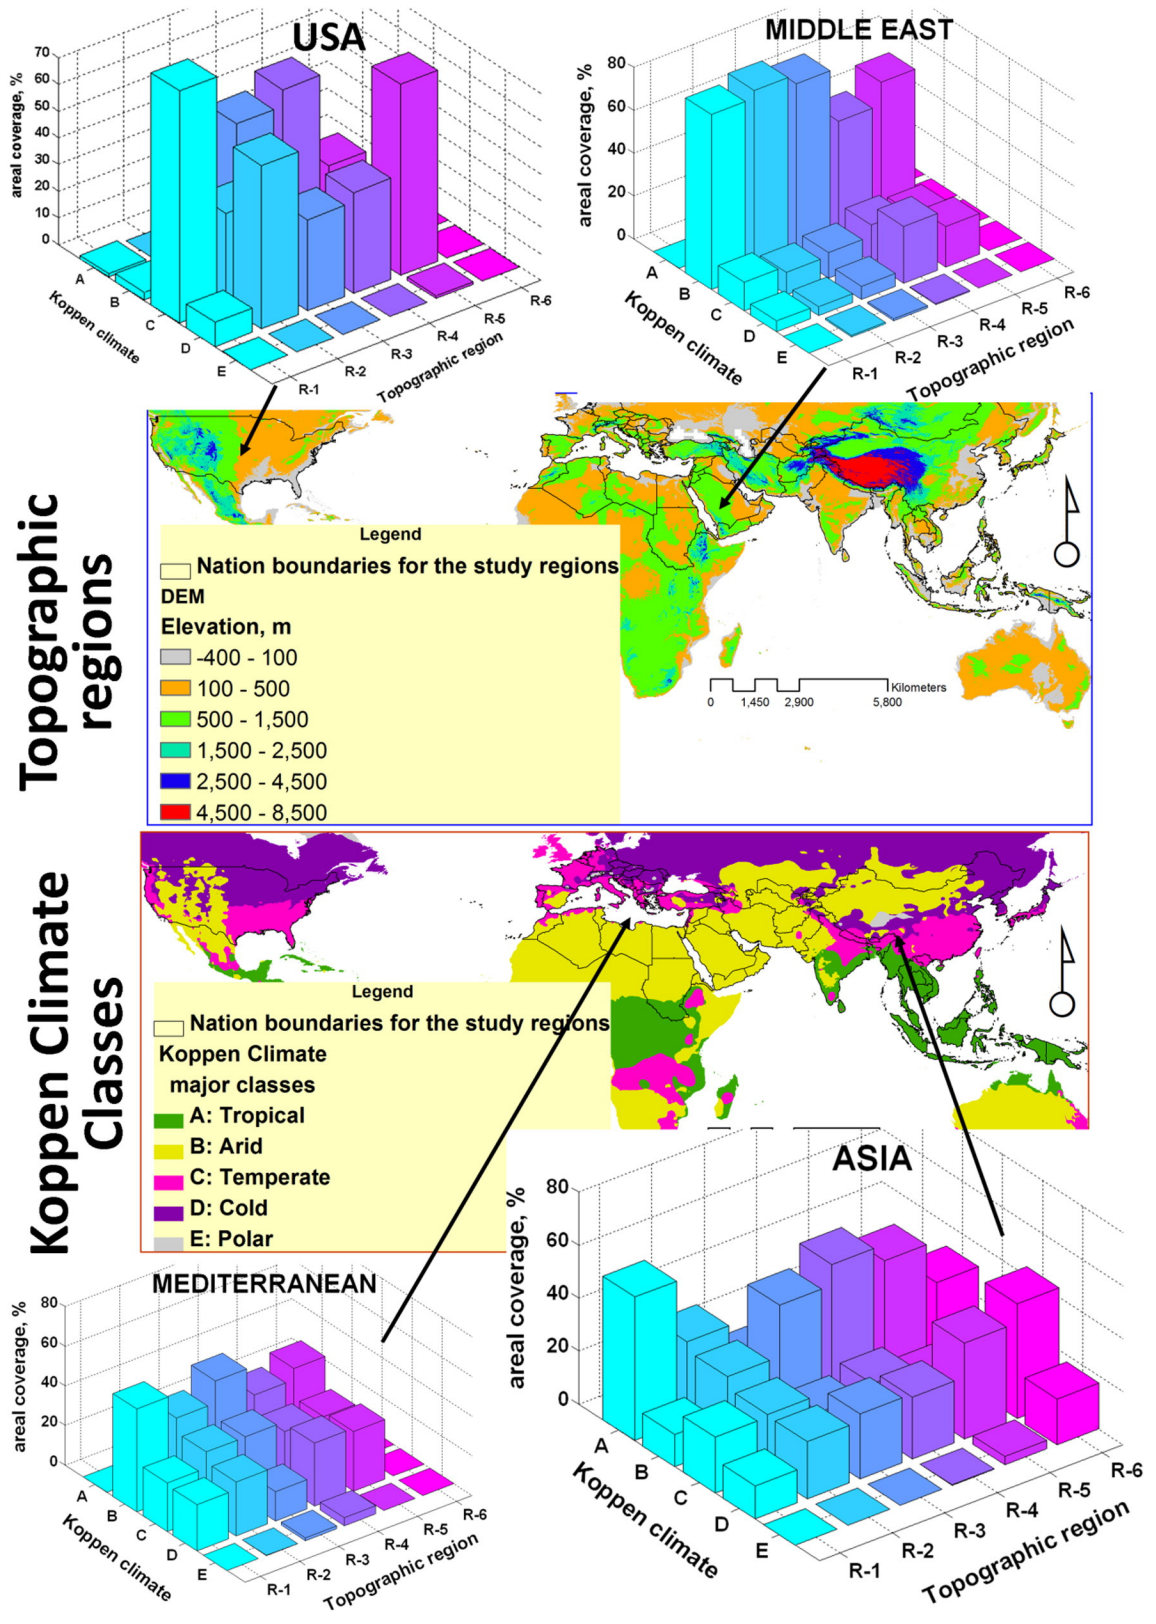 USA
areal coverage, %
70
60
50
40
30
20
10
0
A
B
C
D
E
Koppen climate
R-1
R-2
R-3
R-4
R-5
R-6
Topographic region
MIDDLE EAST
areal coverage, %
80
60
40
20
0
A
B
C
D
E
Koppen climate
R-1
R-2
R-3
R-4
R-5
R-6
Topographic region
Topographic
regions
Legend
Nation boundaries for the study regions
DEM
Elevation, m
-400 - 100
100 - 500
500 - 1,500
1,500 - 2,500
2,500 - 4,500
4,500 - 8,500
Kilometers
0 1,450 2,900 5,800
Koppen Climate
Classes
Legend
Nation boundaries for the study regions
Koppen Climate
major classes
A: Tropical
B: Arid
C: Temperate
D: Cold
E: Polar
MEDITERRANEAN
areal coverage, %
80
60
40
20
0
A
B
C
D
E
Koppen climate
R-1
R-2
R-3
R-4
R-5
R-6
Topographic region
ASIA
areal coverage, %
80
60
40
20
0
A
B
C
D
E
Koppen climate
R-1
R-2
R-3
R-4
R-5
R-6
Topographic region